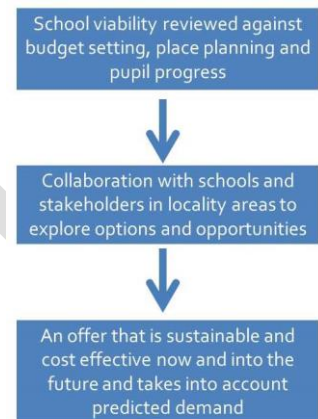 School viability reviewed against
budget setting, place planning and
pupil progress
Collaboration with schools and
stakeholders in locality areas to
explore options and opportunities
An offer that is sustainable and
cost effective now and into the
future and takes into account
predicted demand